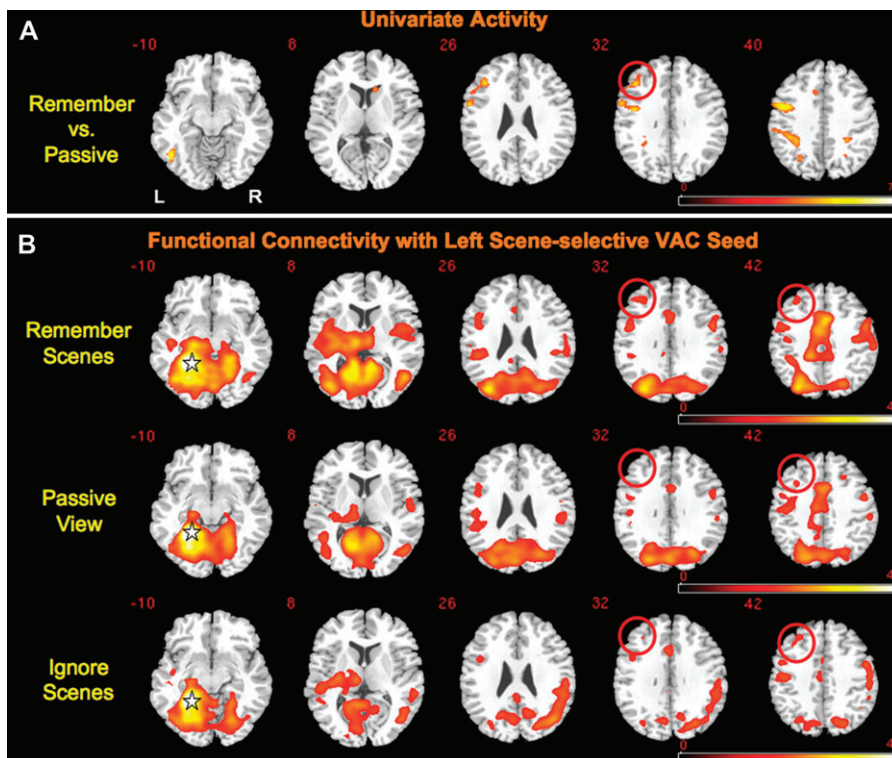 A
Univariate Activity
-10 8 26 32 40
Remember
vs.
Passive
L R
0 7
B
Functional Connectivity with Left Scene-selective VAC Seed
-10 8 26 32 42
Remember
Scenes
0 4
-10 8 26 32 42
Passive
View
0 4
-10 8 26 32 42
Ignore
Scenes
0 4